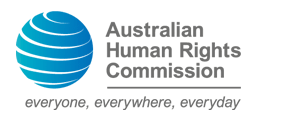 Australian
Human Rights
Commission
everyone, everywhere, everyday